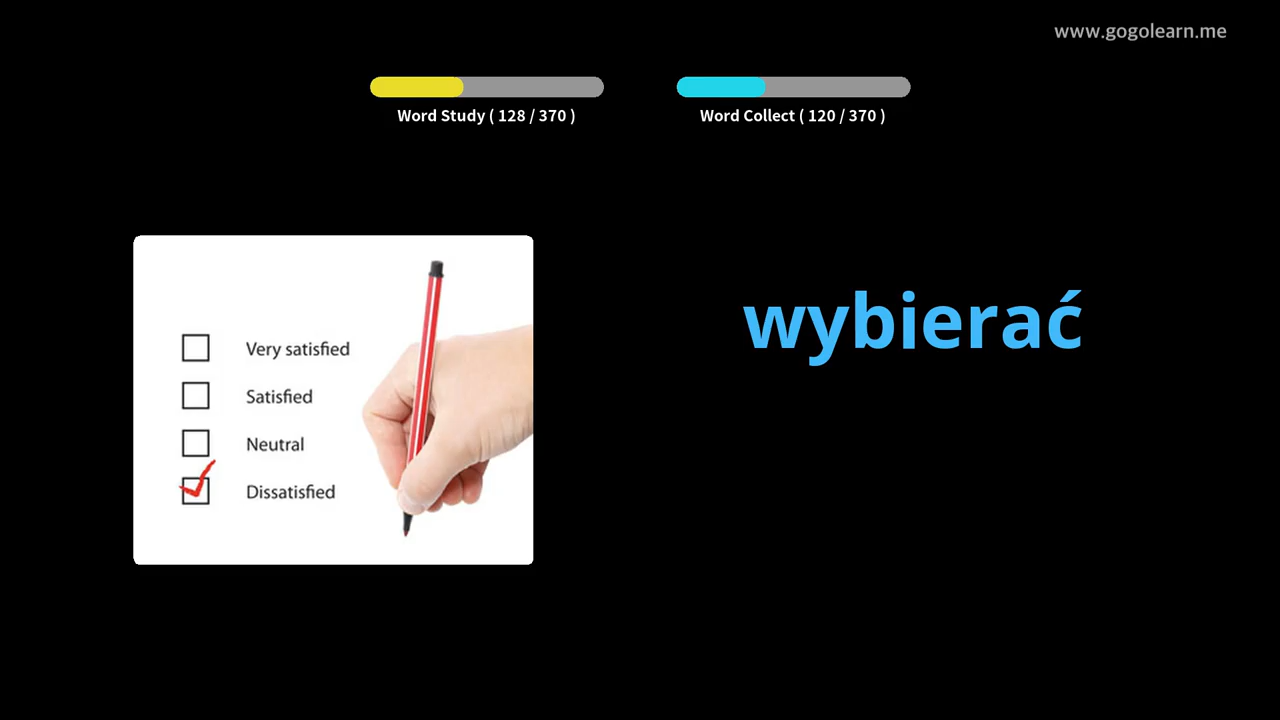 www.gogolearn.me
Word Study ( 128 / 370 )
Word Collect ( 120 / 370 )
wybierać
Very satisfied
Satisfied
Neutral
Dissatisfied